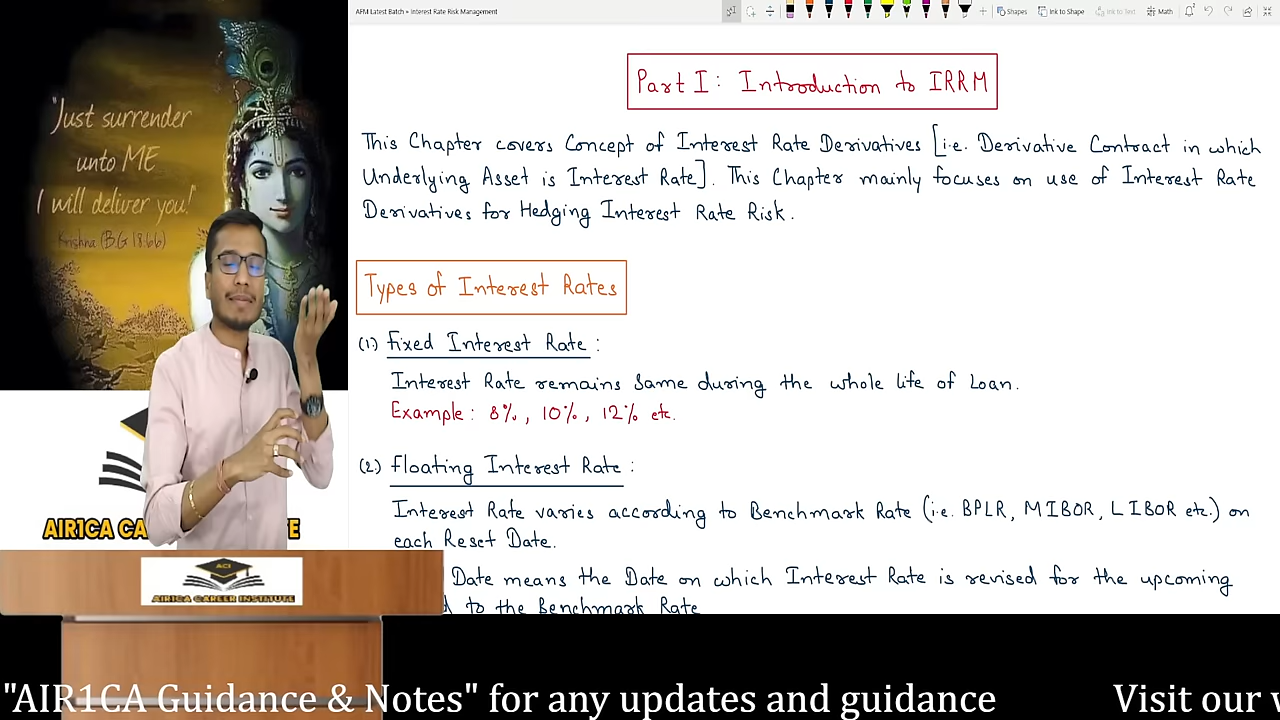 AFM Latest Batch > Interest Rate Risk Management
Shapes
Ink to Shape
Ink to Text
Math
"Just surrender
unto ME
I will deliver you!"
Krishna (BG 18:66)
Part I: Introduction to IRRM
This Chapter covers Concept of Interest Rate Derivatives [i.e. Derivative Contract in which
Underlying Asset is Interest Rate]. This Chapter mainly focuses on use of Interest Rate
Derivatives for Hedging Interest Rate Risk.
Types of Interest Rates
(1) Fixed Interest Rate :
Interest Rate remains Same during the whole life of Loan.
Example : 8%, 10%, 12% etc.
(2) Floating Interest Rate :
Interest Rate varies according to Benchmark Rate (i.e. BPLR, MIBOR, LIBOR etc.) on
each Reset Date.
Date means the Date on which Interest Rate is revised for the upcoming
to the Benchmark Rate
AIR1CA CA
ACI
AIR1CA CAREER INSTITUTE
"AIR1CA Guidance & Notes" for any updates and guidance
Visit our